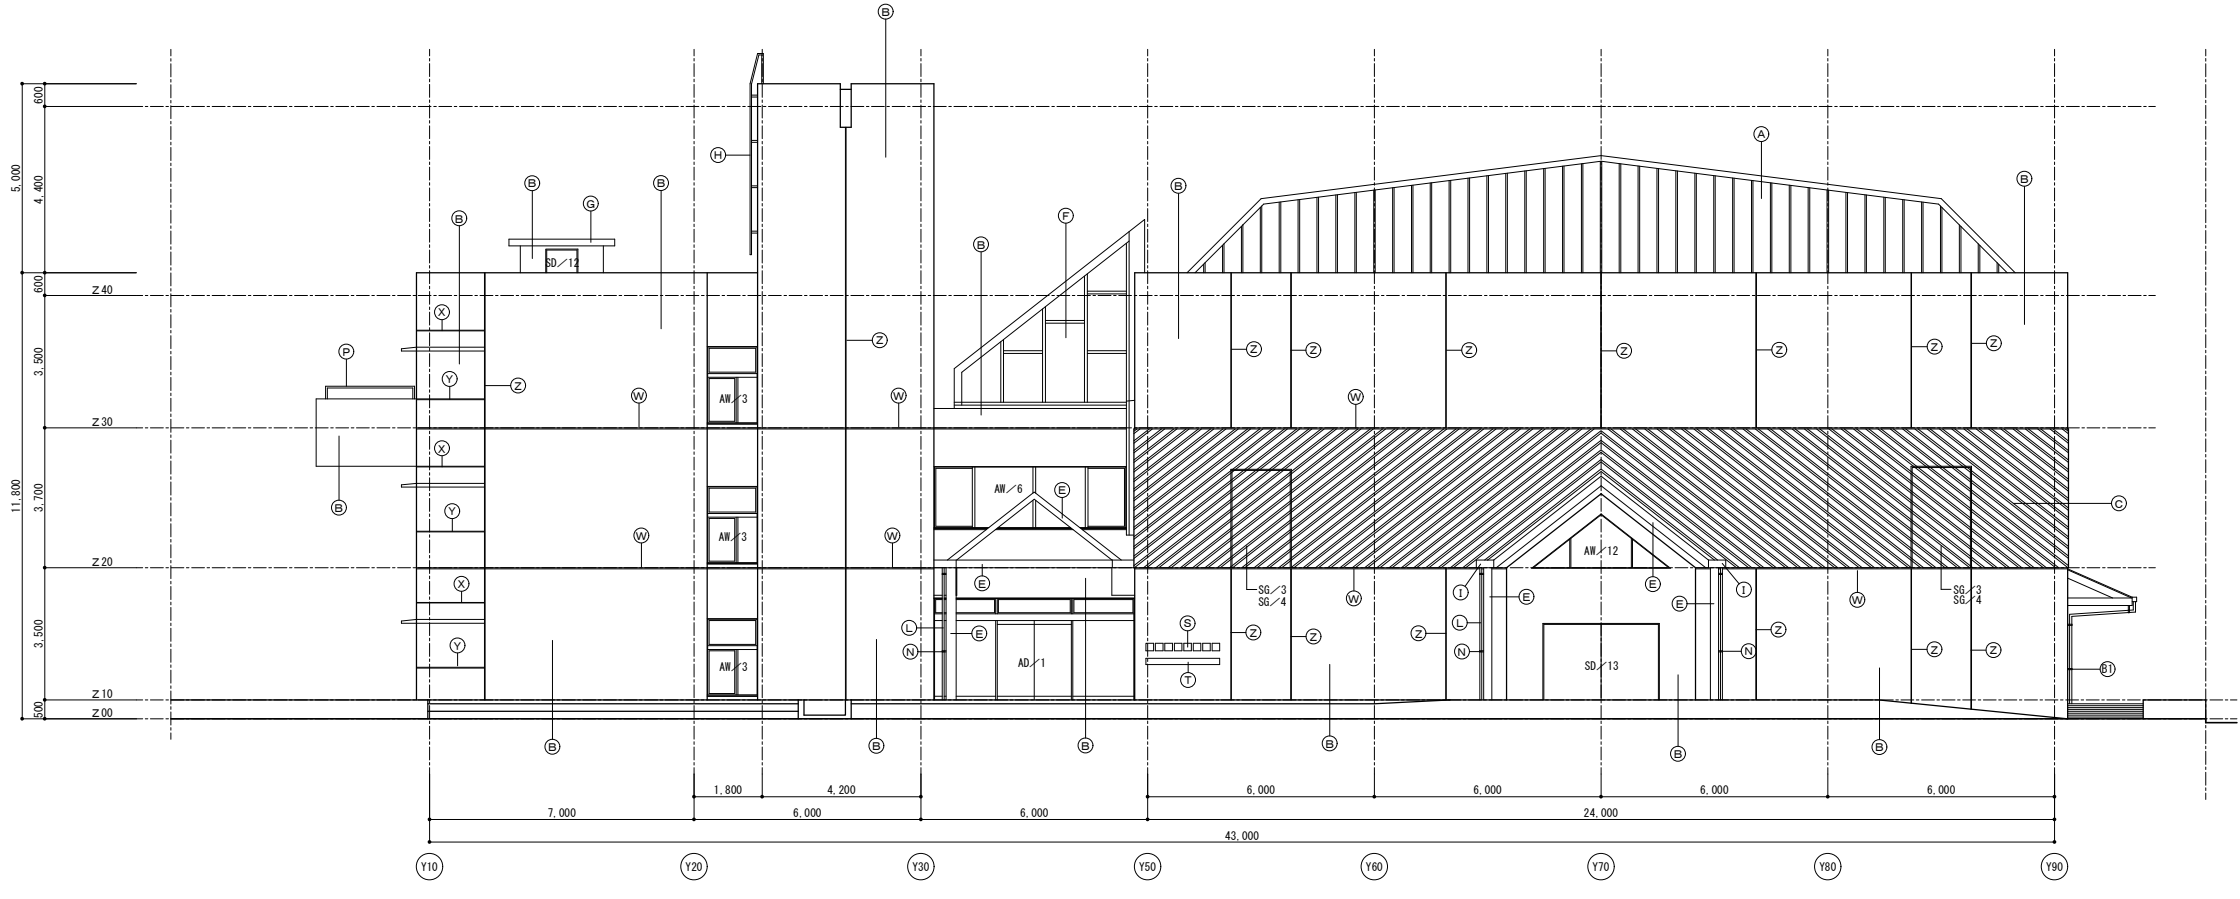 B
600
A
H
5,000
4,400
B
B
B
B
G
B
F
B
SD/12
600
Z40
X
Z
Z
Z
Z
Z
Z
Z
Z
P
3,500
Y
Z
AW/3
W
W
W
Z30
X
AW/6
E
C
11,800
3,700
B
Y
W
AW/3
W
AW/12
Z20
E
E
X
I
I
SG/3
SG/4
SG/3
SG/4
W
W
E
E
L
L
S
3,500
Y
E
Z
Z
Z
Z
Z
Z
N
N
N
AW/3
AD/1
SD/13
B1
T
Z10
500
Z00
B
B
B
B
B
B
1,800
4,200
6,000
6,000
6,000
6,000
7,000
6,000
6,000
24,000
43,000
Y10
Y20
Y30
Y50
Y60
Y70
Y80
Y90